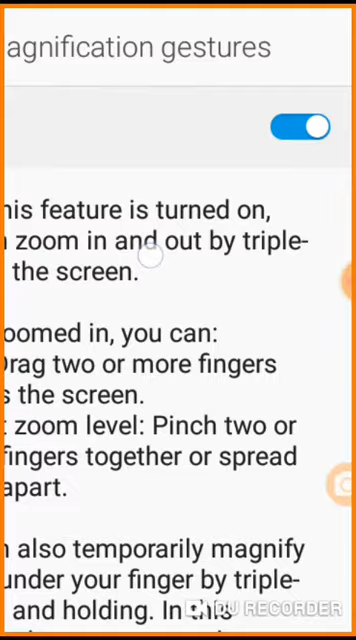 agnification gestures
his feature is turned on,
zoom in and out by triple-
the screen.
oomed in, you can:
Drag two or more fingers
s the screen.
t zoom level: Pinch two or
fingers together or spread
apart.
n also temporarily magnify
under your finger by triple-
and holding. In this
DU RECORDER